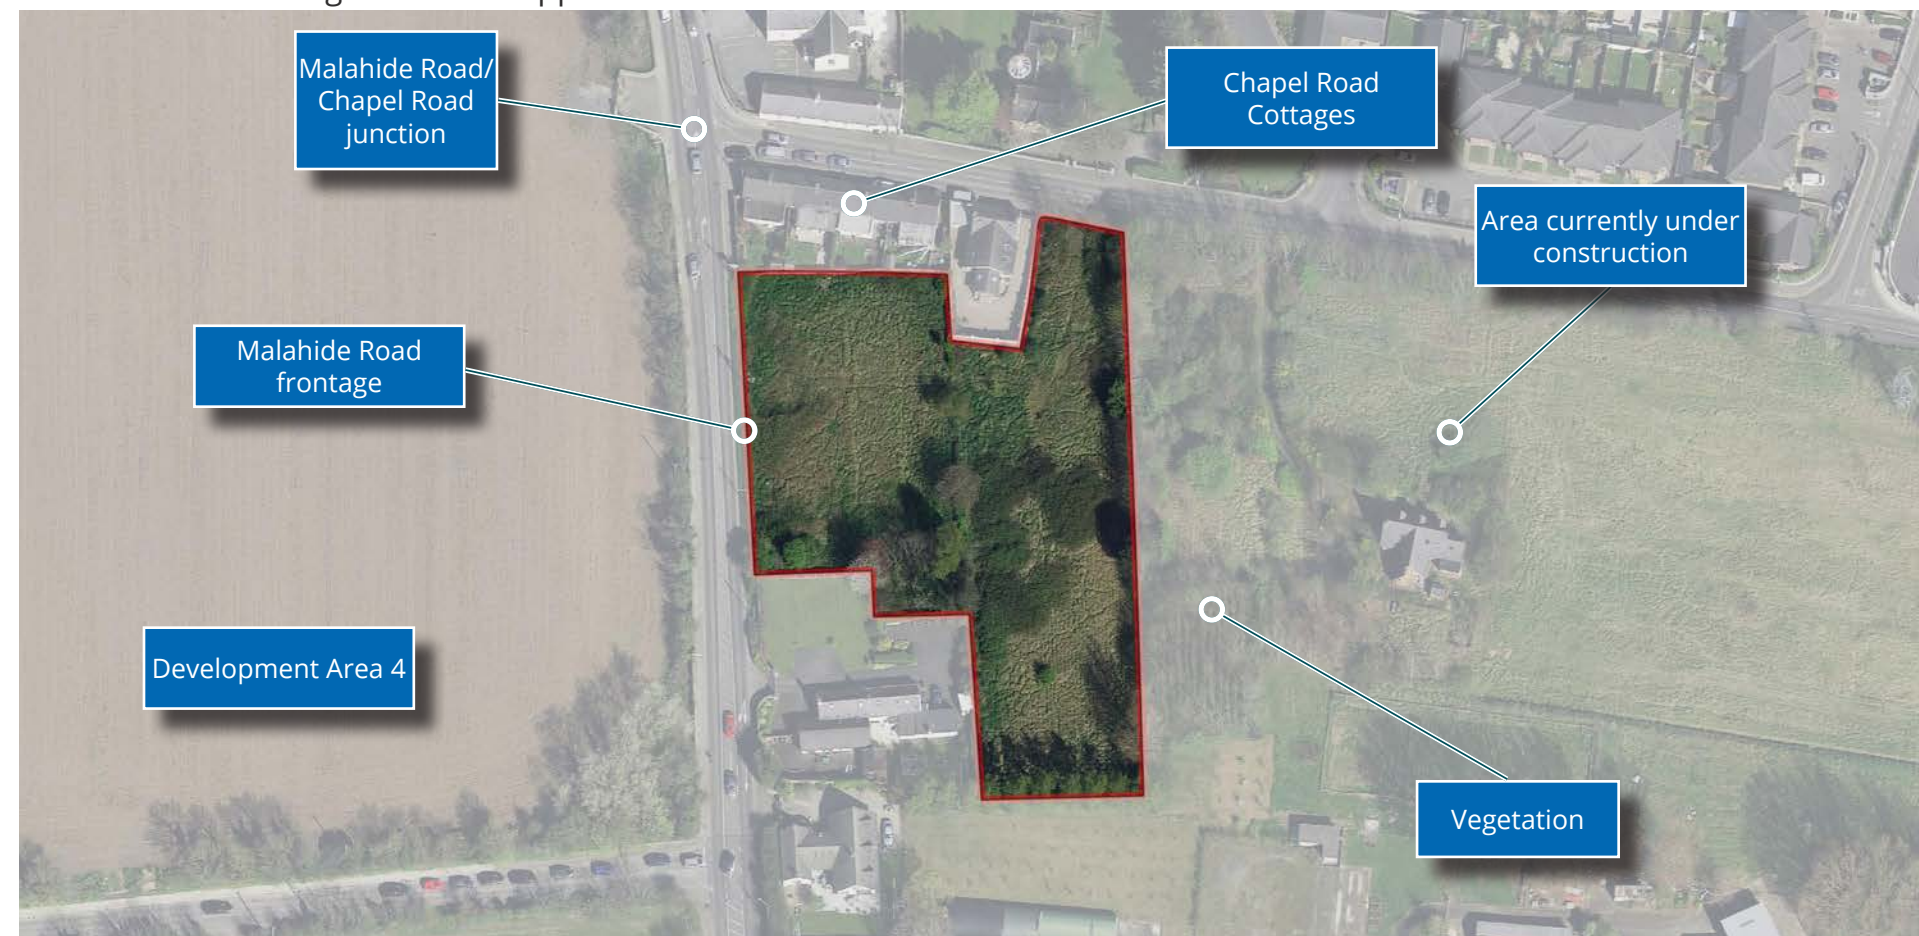 Malahide Road/
Chapel Road
junction
Chapel Road
Cottages
Area currently under
construction
Malahide Road
frontage
Development Area 4
Vegetation